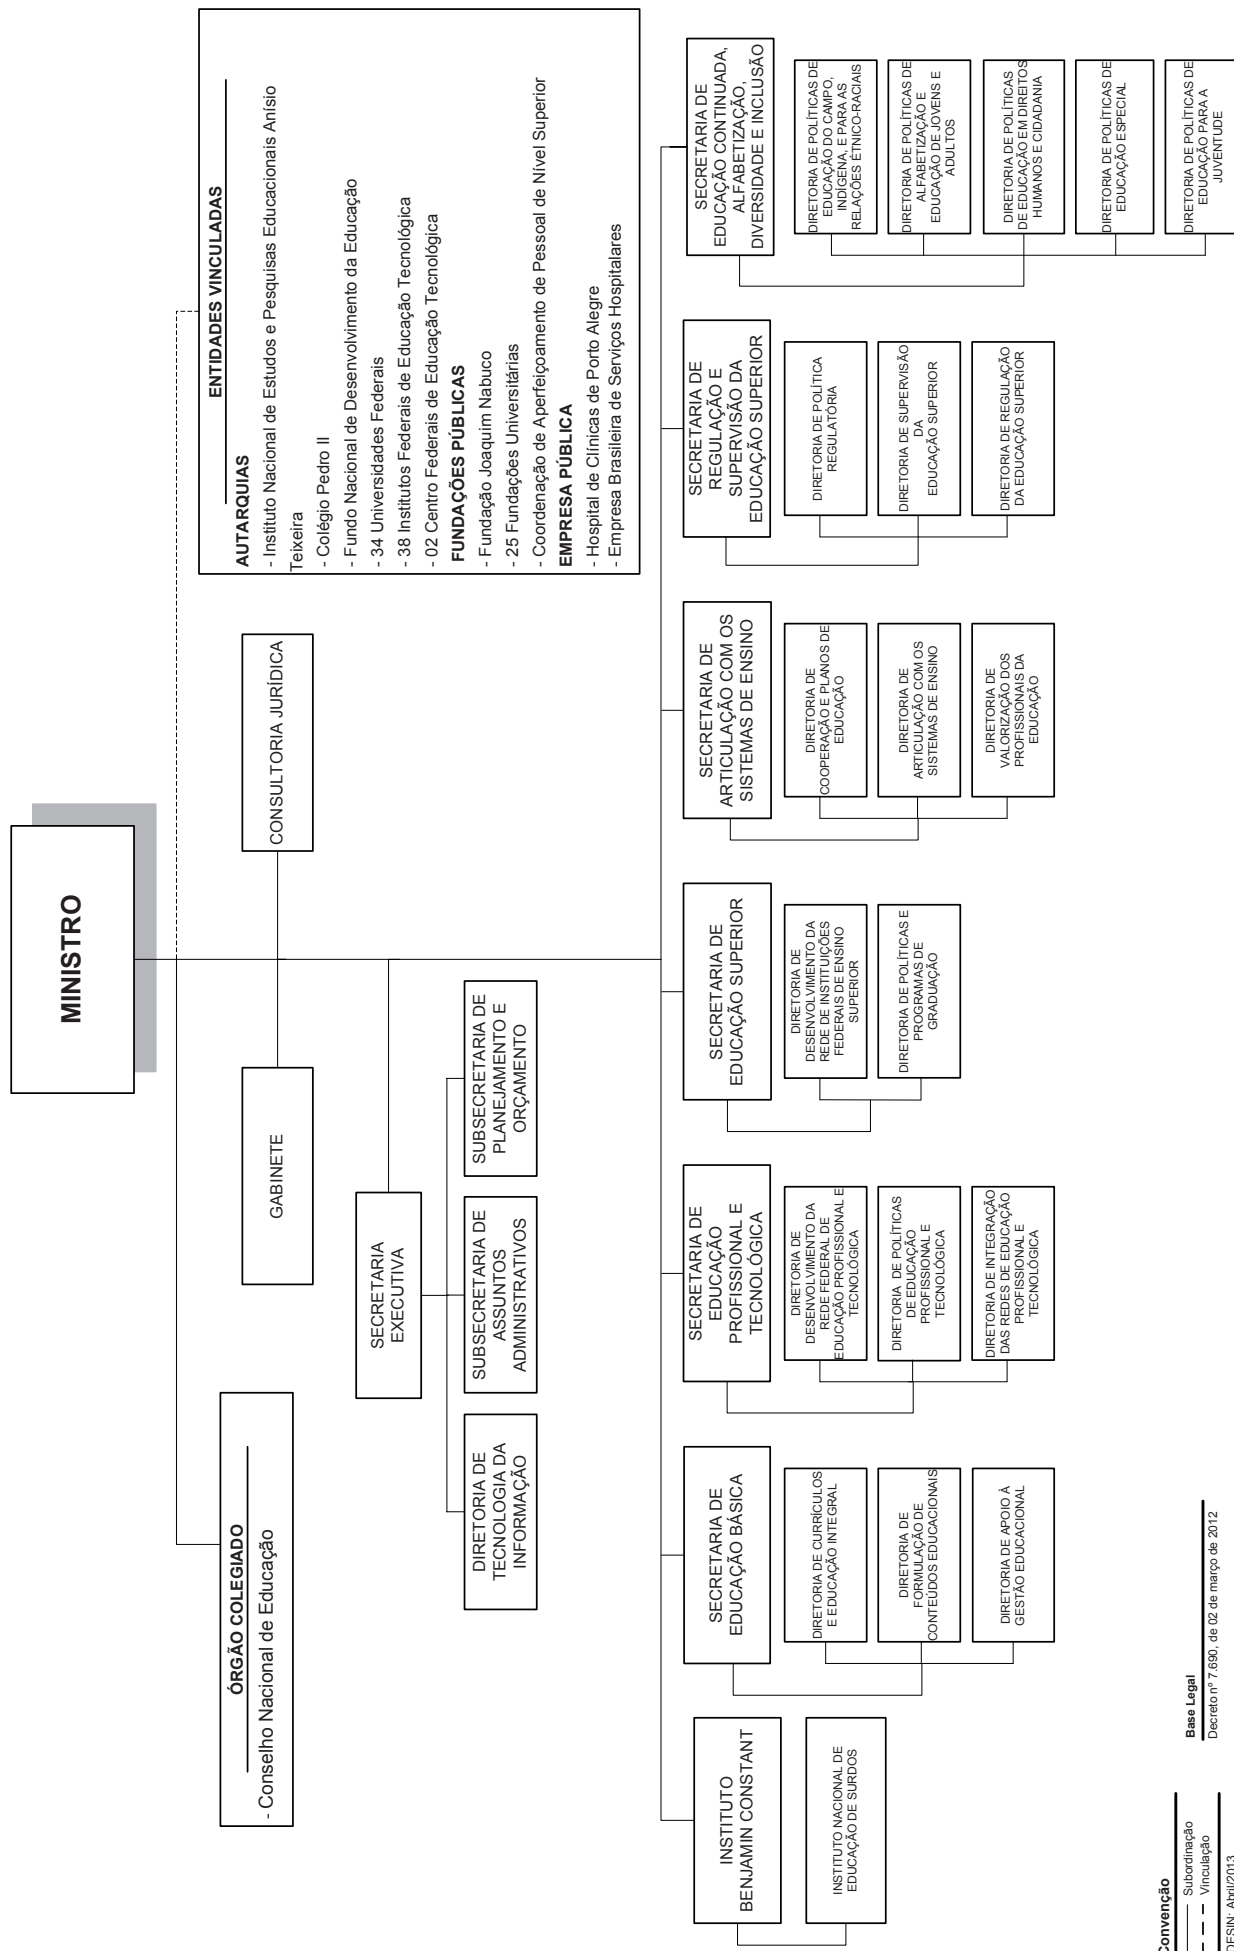 MINISTRO
ÓRGÃO COLEGIADO
- Conselho Nacional de Educação
GABINETE
CONSULTORIA JURÍDICA
ENTIDADES VINCULADAS
AUTARQUIAS
- Instituto Nacional de Estudos e Pesquisas Educacionais Anísio
Teixeira
- Colégio Pedro II
- Fundo Nacional de Desenvolvimento da Educação
- 34 Universidades Federais
- 38 Institutos Federais de Educação Tecnológica
- 02 Centro Federais de Educação Tecnológica
FUNDAÇÕES PÚBLICAS
- Fundação Joaquim Nabuco
- 25 Fundações Universitárias
- Coordenação de Aperfeiçoamento de Pessoal de Nível Superior
EMPRESA PÚBLICA
- Hospital de Clínicas de Porto Alegre
- Empresa Brasileira de Serviços Hospitalares
SECRETARIA
EXECUTIVA
DIRETORIA DE
TECNOLOGIA DA
INFORMAÇÃO
SUBSECRETARIA DE
ASSUNTOS
ADMINISTRATIVOS
SUBSECRETARIA DE
PLANEJAMENTO E
ORÇAMENTO
INSTITUTO
BENJAMIN CONSTANT
INSTITUTO NACIONAL DE
EDUCAÇÃO DE SURDOS
SECRETARIA DE
EDUCAÇÃO BÁSICA
DIRETORIA DE CURRÍCULOS
E EDUCAÇÃO INTEGRAL
DIRETORIA DE
FORMULAÇÃO DE
CONTEÚDOS EDUCACIONAIS
DIRETORIA DE APOIO À
GESTÃO EDUCACIONAL
SECRETARIA DE
EDUCAÇÃO
PROFISSIONAL E
TECNOLÓGICA
DIRETORIA DE
DESENVOLVIMENTO DA
REDE FEDERAL DE
EDUCAÇÃO PROFISSIONAL E
TECNOLÓGICA
DIRETORIA DE POLÍTICAS
DE EDUCAÇÃO
PROFISSIONAL E
TECNOLÓGICA
DIRETORIA DE INTEGRAÇÃO
DAS REDES DE EDUCAÇÃO
PROFISSIONAL E
TECNOLÓGICA
SECRETARIA DE
EDUCAÇÃO SUPERIOR
DIRETORIA DE
DESENVOLVIMENTO DA
REDE DE INSTITUIÇÕES
FEDERAIS DE ENSINO
SUPERIOR
DIRETORIA DE POLÍTICAS E
PROGRAMAS DE
GRADUAÇÃO
SECRETARIA DE
ARTICULAÇÃO COM OS
SISTEMAS DE ENSINO
DIRETORIA DE
COOPERAÇÃO E PLANOS DE
EDUCAÇÃO
DIRETORIA DE
ARTICULAÇÃO COM OS
SISTEMAS DE ENSINO
DIRETORIA DE
VALORIZAÇÃO DOS
PROFISSIONAIS DA
EDUCAÇÃO
SECRETARIA DE
REGULAÇÃO E
SUPERVISÃO DA
EDUCAÇÃO SUPERIOR
DIRETORIA DE POLÍTICA
REGULATÓRIA
DIRETORIA DE SUPERVISÃO
DA
EDUCAÇÃO SUPERIOR
DIRETORIA DE REGULAÇÃO
DA EDUCAÇÃO SUPERIOR
SECRETARIA DE
EDUCAÇÃO CONTINUADA,
ALFABETIZAÇÃO,
DIVERSIDADE E INCLUSÃO
DIRETORIA DE POLÍTICAS DE
EDUCAÇÃO DO CAMPO,
INDÍGENA, E PARA AS
RELAÇÕES ÉTNICO-RACIAIS
DIRETORIA DE POLÍTICAS DE
ALFABETIZAÇÃO E
EDUCAÇÃO DE JOVENS E
ADULTOS
DIRETORIA DE POLÍTICAS
DE EDUCAÇÃO EM DIREITOS
HUMANOS E CIDADANIA
DIRETORIA DE POLÍTICAS DE
EDUCAÇÃO ESPECIAL
DIRETORIA DE POLÍTICAS DE
EDUCAÇÃO PARA A
JUVENTUDE
Convenção
Subordinação
Vinculação
DESIN: Abril/2013
Base Legal
Decreto nº 7.690, de 02 de março de 2012